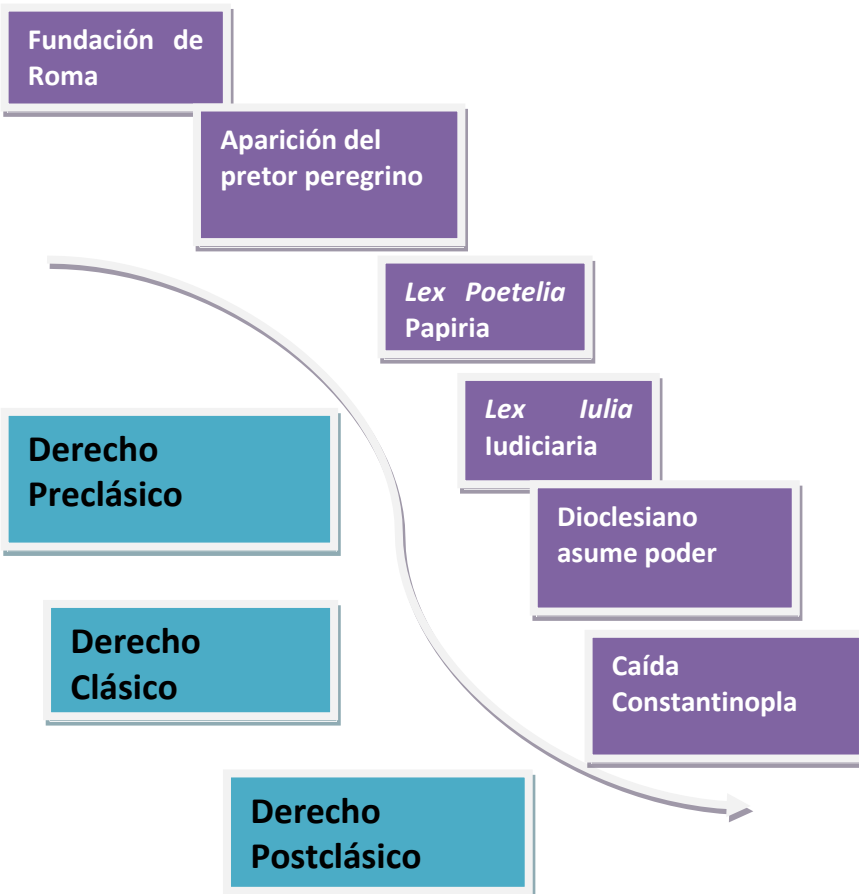 Fundación de
Roma
Aparición del
pretor peregrino
Lex Poetelia
Papiria
Lex Iulia
Iudiciaria
Dioclesiano
asume poder
Caída
Constantinopla
Derecho
Preclásico
Derecho
Clásico
Derecho
Postclásico